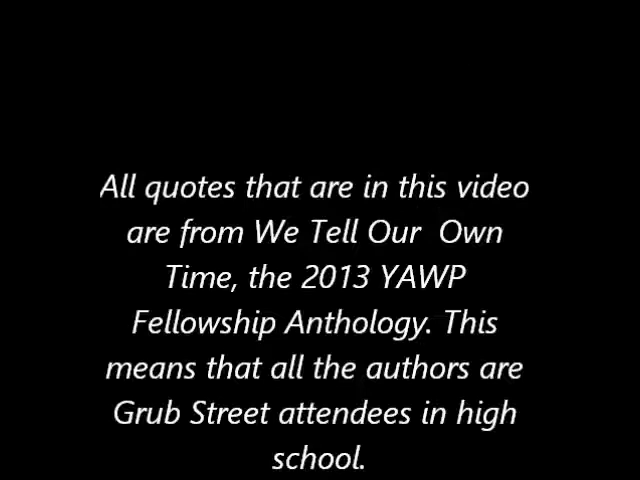 All quotes that are in this video
are from We Tell Our  Own
Time, the 2013 YAWP
Fellowship Anthology. This
means that all the authors are
Grub Street attendees in high
school.